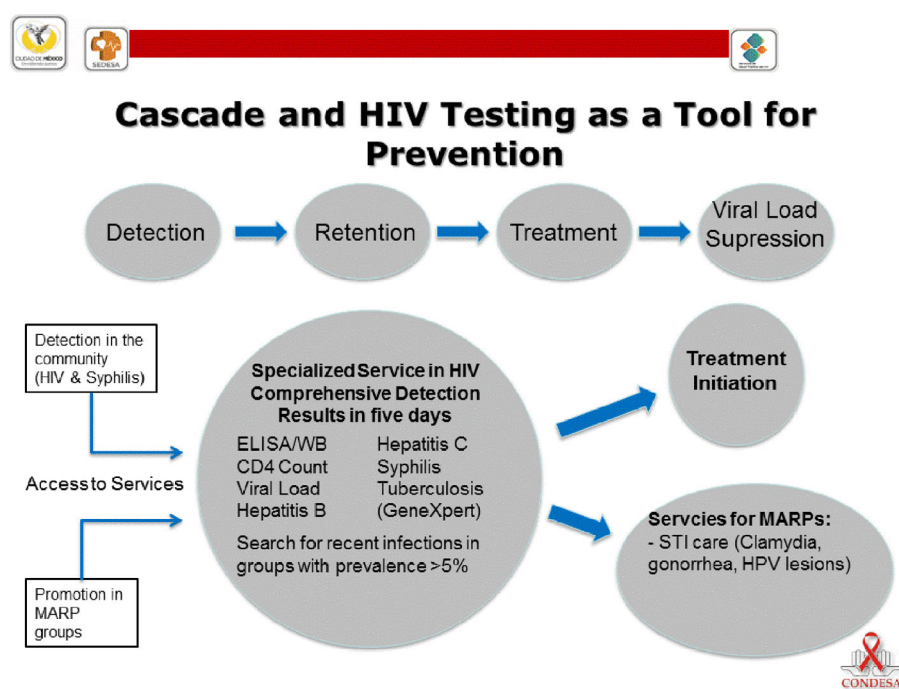 CIUDAD DE MÉXICO
SEDESA
Cascade and HIV Testing as a Tool for
Prevention
Detection
Retention
Treatment
Viral Load
Supression
Detection in the
community
(HIV & Syphilis)
Access to Services
Promotion in
MARP
groups
Specialized Service in HIV
Comprehensive Detection
Results in five days
ELISA/WB Hepatitis C
CD4 Count Syphilis
Viral Load Tuberculosis
Hepatitis B (GeneXpert)
Search for recent infections in
groups with prevalence >5%
Treatment
Initiation
Servcies for MARPs:
- STI care (Clamydia,
gonorrhea, HPV lesions)
CONDESA